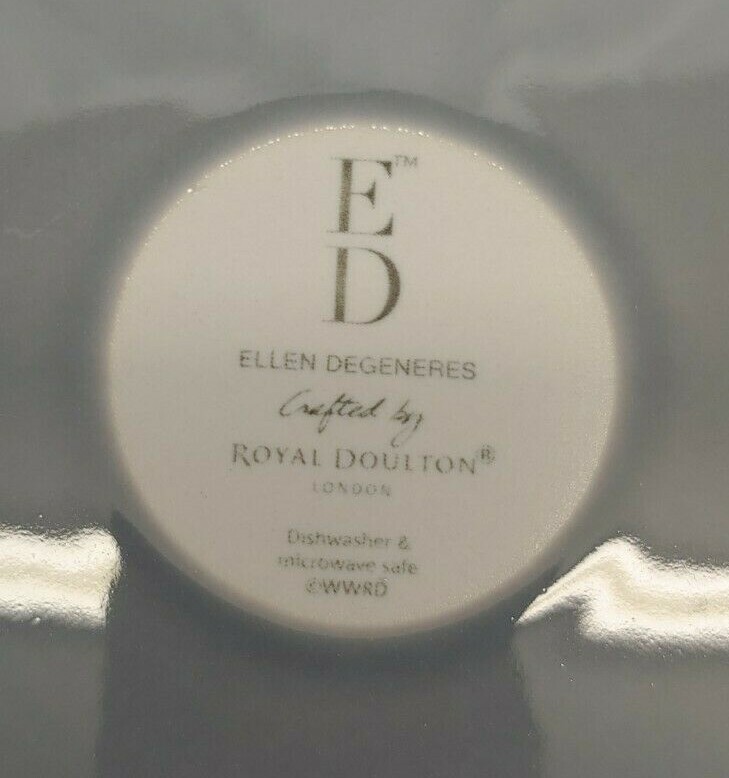 E™
D
ELLEN DEGENERES
Crafted by
ROYAL DOULTON®
LONDON
Dishwasher &
microwave safe
©WWRD